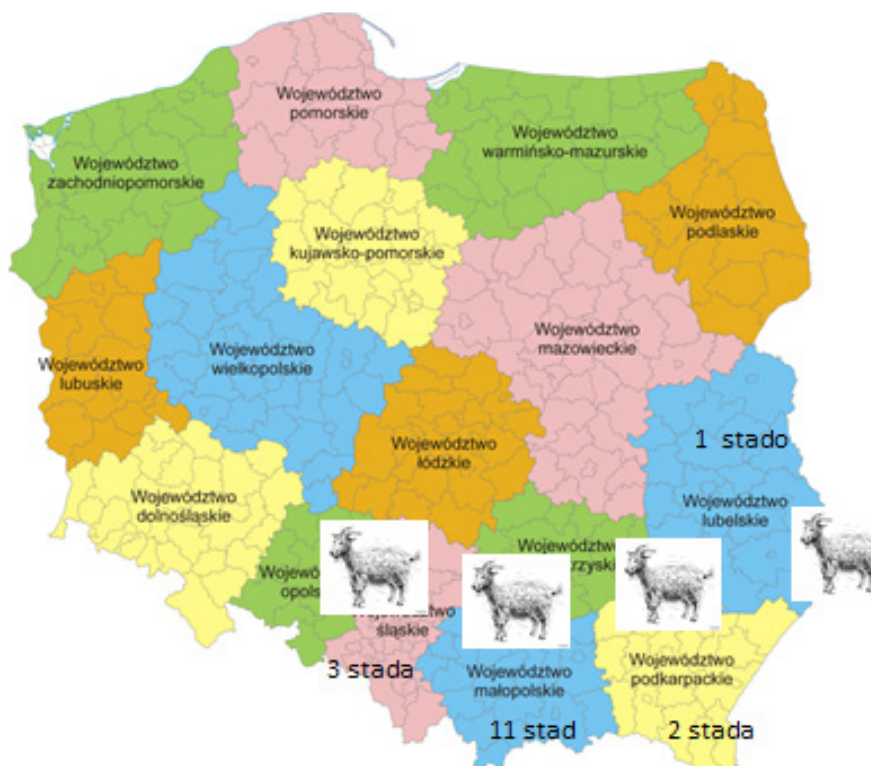 Województwo
pomorskie
Województwo
warmińsko-mazurskie
Województwo
zachodniopomorskie
Województwo
kujawsko-pomorskie
Województwo
podlaskie
Województwo
mazowieckie
Województwo
wielkopolskie
Województwo
lubuskie
1 stado
Województwo
łódzkie
Województwo
dolnośląskie
Województwo
lubelskie
śląskie
3 stada
Województwo
małopolskie
11 stad
Województwo
podkarpackie
2 stada